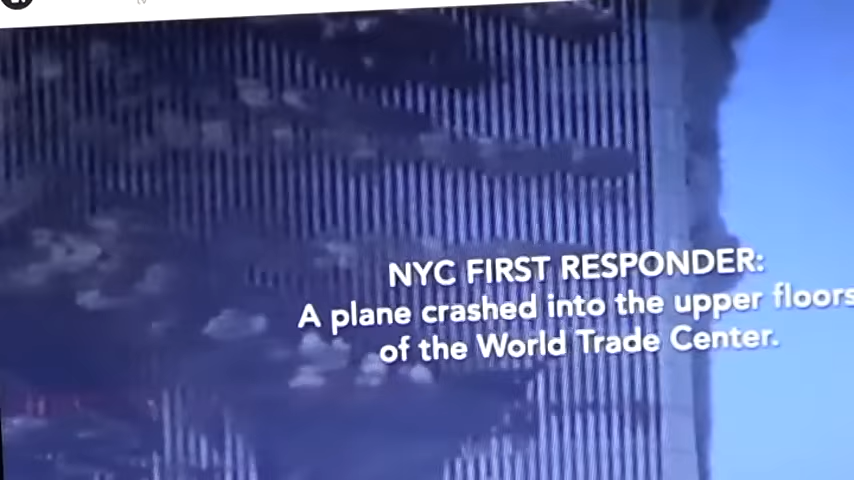 NYC FIRST RESPONDER:
A plane crashed into the upper floors
of the World Trade Center.